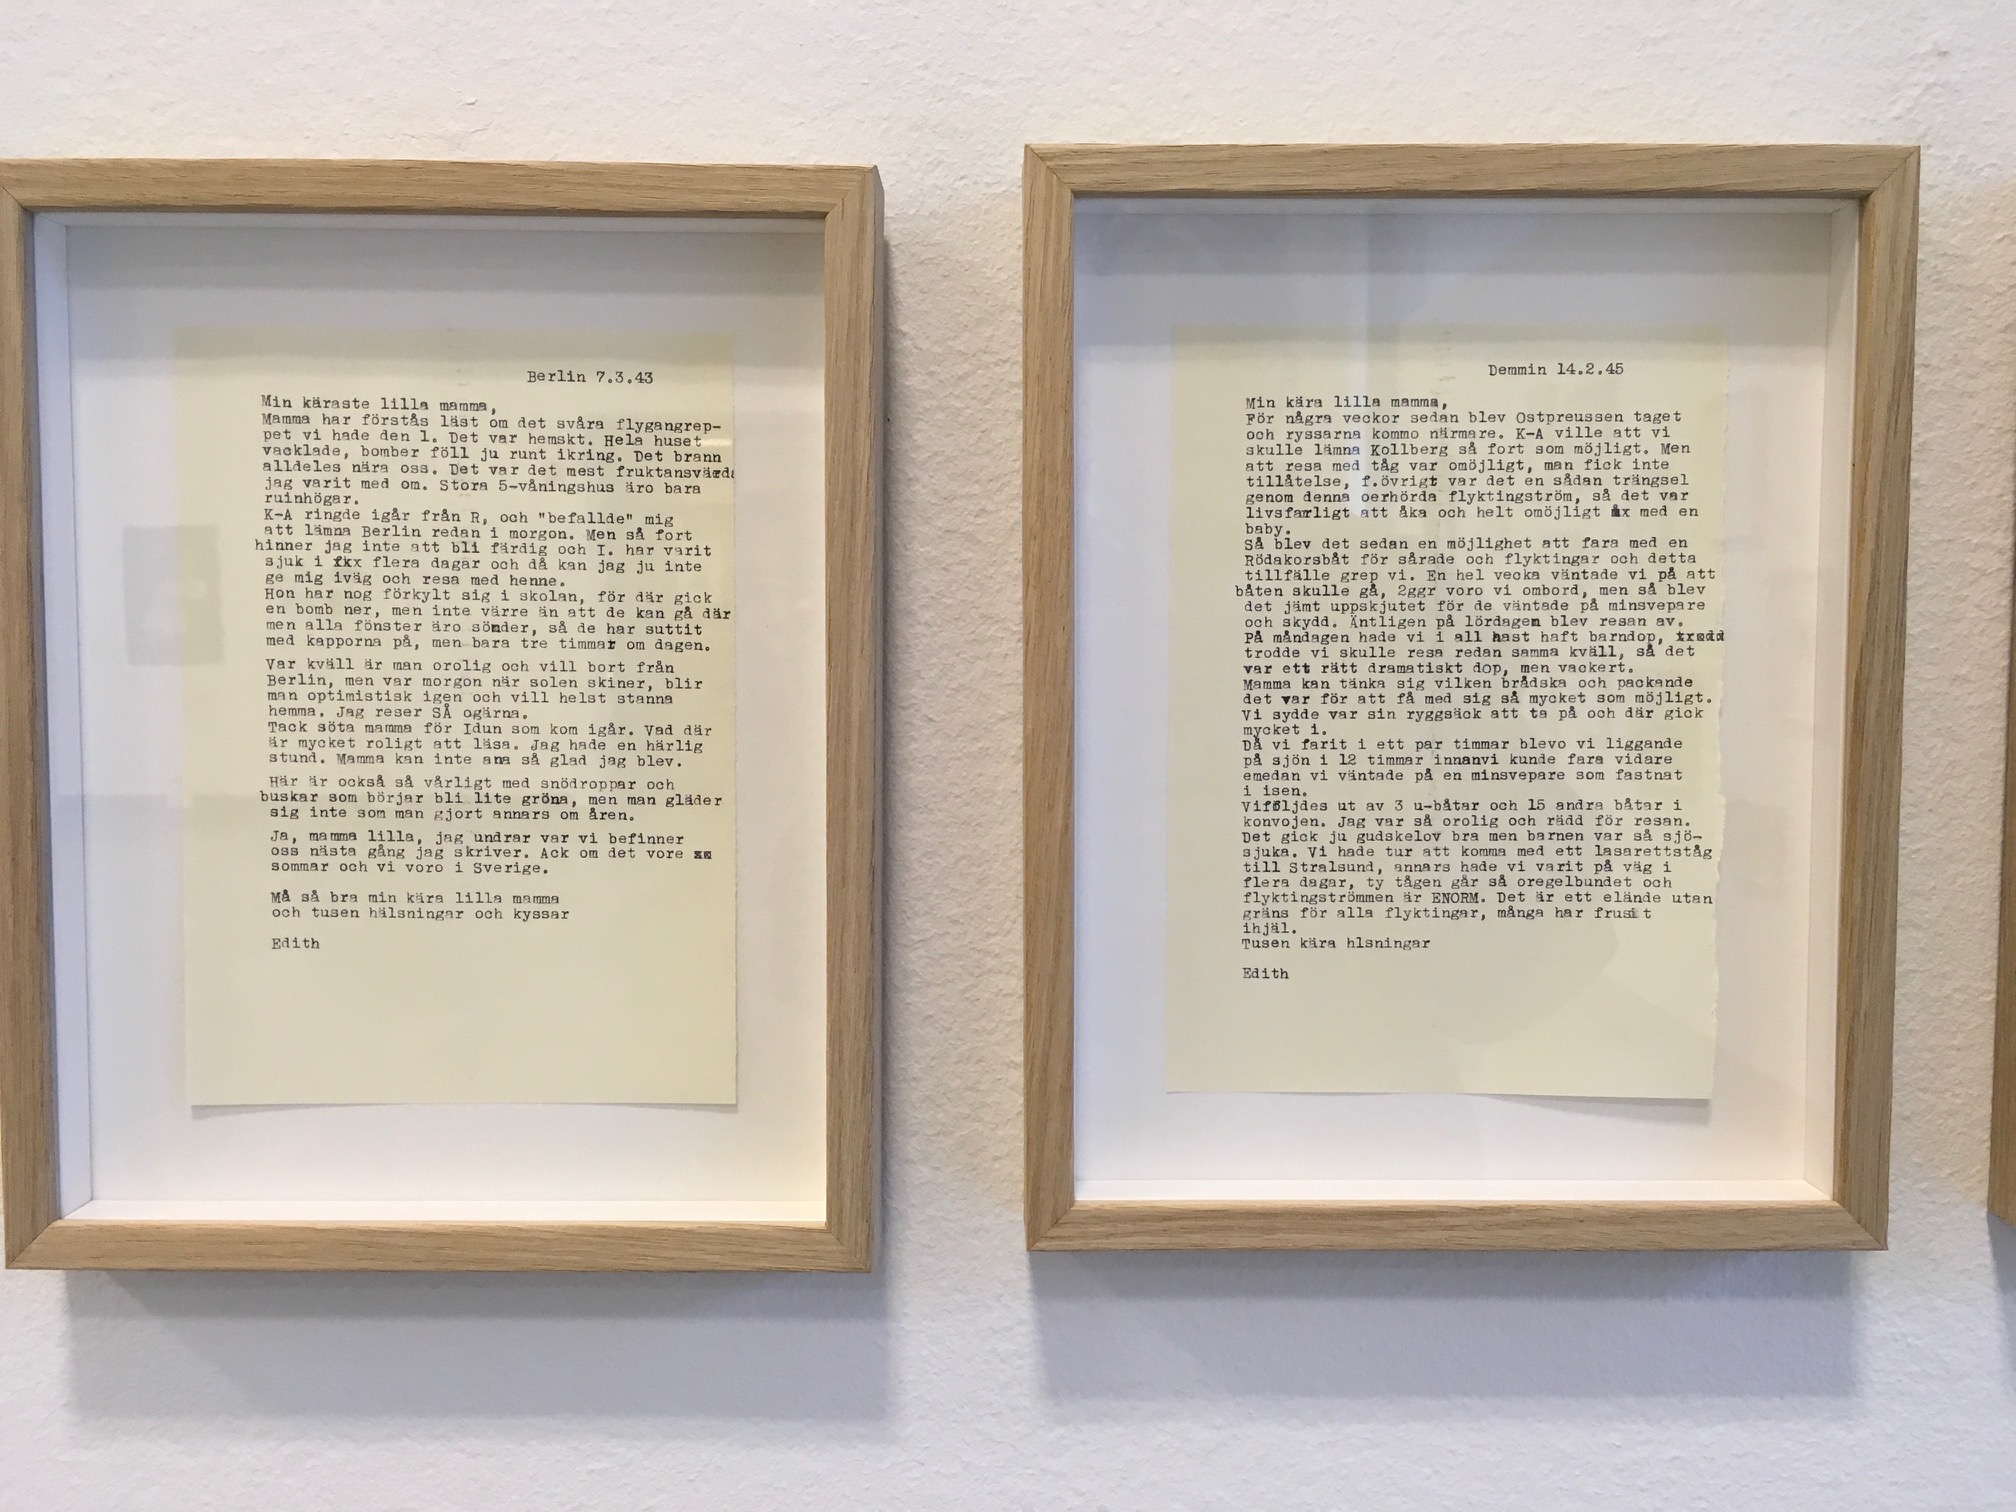 Berlin 7.3.43
Min käraste lilla mamma,
Mamma har förstås läst om det svåra flygangrep-
pet vi hade den 1. Det var hemskt. Hela huset
vacklade, bomber föll ju runt ikring. Det brann
alldeles nära oss. Det var det mest fruktansvärda
jag varit med om. Stora 5-våningshus äro bara
ruinhögar.
K-A ringde igår från R, och "befallde" mig
att lämna Berlin redan i morgon. Men så fort
hinner jag inte att bli färdig och I. har varit
sjuk i fkx flera dagar och då kan jag ju inte
ge mig iväg och resa med henne.
Hon har nog förkylt sig i skolan, för där gick
en bomb ner, men inte värre än att de kan gå där
men alla fönster äro sönder, så de har suttit
med kapporna på, men bara tre timmar om dagen.
Var kväll är man orolig och vill bort från
Berlin, men var morgon när solen skiner, blir
man optimistisk igen och vill helst stanna
hemma. Jag reser SÅ ogärna.
Tack söta mamma för Idun som kom igår. Vad där
är mycket roligt att läsa. Jag hade en härlig
stund. Mamma kan inte ana så glad jag blev.
Här är också så vårligt med snödroppar och
buskar som börjar bli lite gröna, men man gläder
sig inte som man gjort annars om åren.
Ja, mamma lilla, jag undrar var vi befinner
oss nästa gång jag skriver. Ack om det vore
sommar och vi voro i Sverige.
Må så bra min kära lilla mamma
och tusen hälsningar och kyssar
Edith
Demmin 14.2.45
Min kära lilla mamma,
För några veckor sedan blev Ostpreussen taget
och ryssarna kommo närmare. K-A ville att vi
skulle lämna Kollberg så fort som möjligt. Men
att resa med tåg var omöjligt, man fick inte
tillåtelse, f.övrigt var det en sådan trängsel
genom denna oerhörda flyktingström, så det var
livsfarligt att åka och helt omöjligt med en
baby.
Så blev det sedan en möjlighet att fara med en
Rödakorsbåt för sårade och flyktingar och detta
tillfälle grep vi. En hel vecka väntade vi på att
båten skulle gå, 2ggr voro vi ombord, men så blev
det jämt uppskjutet för de väntade på minsvepare
och skydd. Äntligen på lördagen blev resan av.
På måndagen hade vi i all hast haft barndop, trodd
trodde vi skulle resa redan samma kväll, så det
var ett rätt dramatiskt dop, men vackert.
Mamma kan tänka sig vilken brådska och packande
det var för att få med sig så mycket som möjligt.
Vi sydde var sin ryggsäck att ta på och där gick
mycket i.
Då vi farit i ett par timmar blevo vi liggande
på sjön i 12 timmar innanvi kunde fara vidare
emedan vi väntade på en minsvepare som fastnat
i isen.
Viföljdes ut av 3 u-båtar och 15 andra båtar i
konvojen. Jag var så orolig och rädd för resan.
Det gick ju gudskelov bra men barnen var så sjö-
sjuka. Vi hade tur att komma med ett lasarettståg
till Stralsund, annars hade vi varit på väg i
flera dagar, ty tågen går så oregelbundet och
flyktingströmmen är ENORM. Det är ett elände utan
gräns för alla flyktingar, många har frusit
ihjäl.
Tusen kära hlsningar
Edith